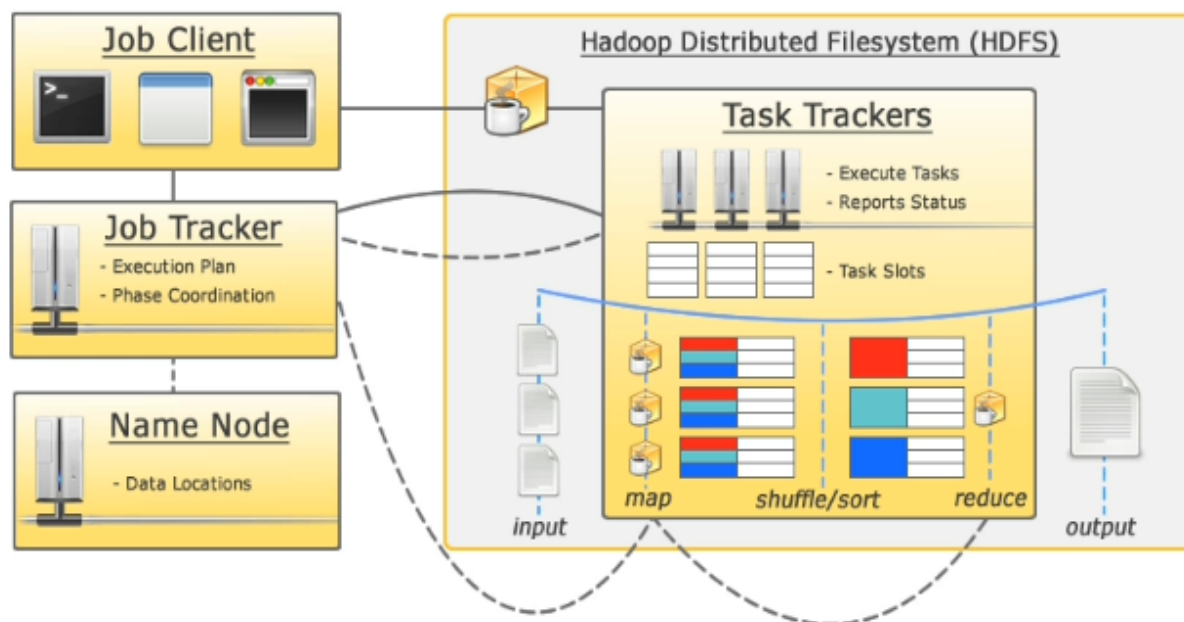 Job Client
>_
Job Tracker
- Execution Plan
- Phase Coordination
Name Node
- Data Locations
Hadoop Distributed Filesystem (HDFS)
Task Trackers
- Execute Tasks
- Reports Status
- Task Slots
input
map
shuffle/sort
reduce
output